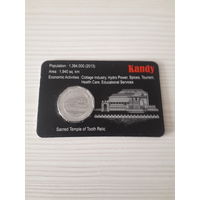 Kandy
Population : 1,384,000 (2013)
Area : 1,940 sq. km
Economic Activities : Cottage Industry, Hydro Power, Spices, Tourism,
Health Care, Educational Services
Sacred Temple of Tooth Relic